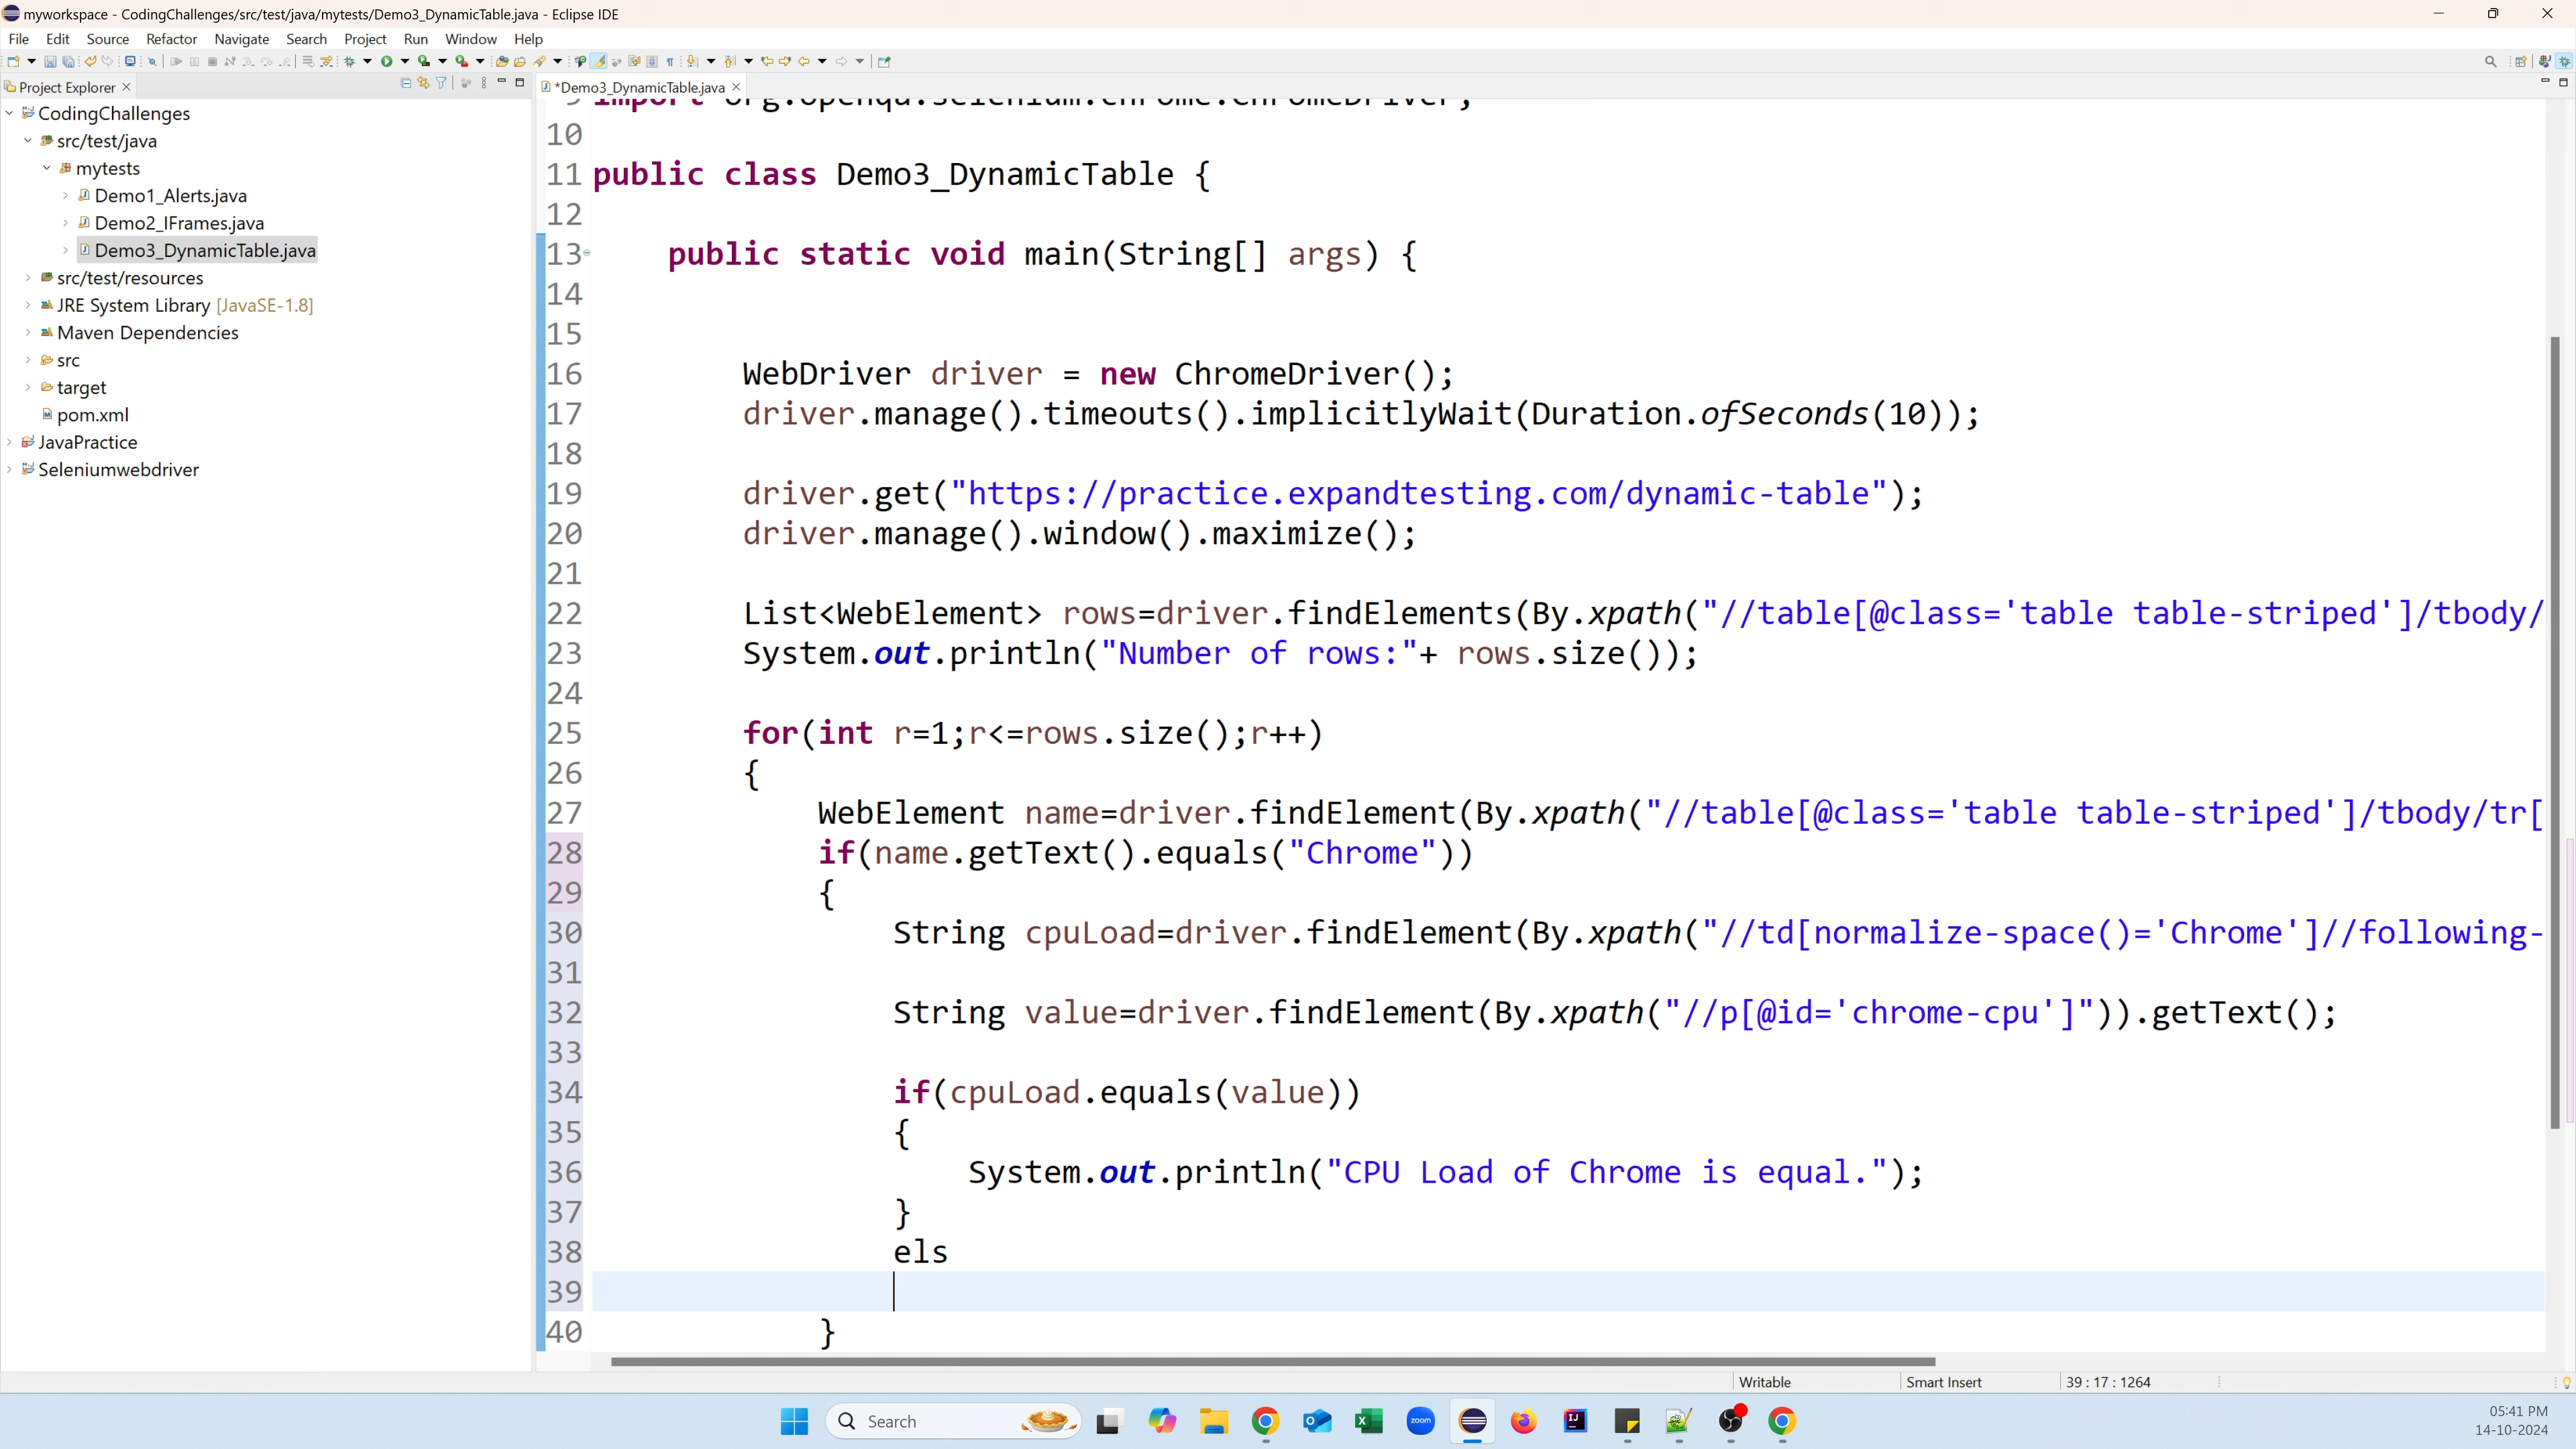 myworkspace - CodingChallenges/src/test/java/mytests/Demo3_DynamicTable.java - Eclipse IDE
File Edit Source Refactor Navigate Search Project Run Window Help
Project Explorer
*Demo3_DynamicTable.java
CodingChallenges
src/test/java
mytests
Demo1_Alerts.java
Demo2_IFrames.java
Demo3_DynamicTable.java
src/test/resources
JRE System Library [JavaSE-1.8]
Maven Dependencies
src
target
pom.xml
JavaPractice
Seleniumwebdriver
9 import org.openqa.selenium.chrome.ChromeDriver;
10
11 public class Demo3_DynamicTable {
12
13 public static void main(String[] args) {
14
15
16 WebDriver driver = new ChromeDriver();
17 driver.manage().timeouts().implicitlyWait(Duration.ofSeconds(10));
18
19 driver.get("https://practice.expandtesting.com/dynamic-table");
20 driver.manage().window().maximize();
21
22 List<WebElement> rows=driver.findElements(By.xpath("//table[@class='table table-striped']/tbody/
23 System.out.println("Number of rows:"+ rows.size());
24
25 for(int r=1;r<=rows.size();r++)
26 {
27 WebElement name=driver.findElement(By.xpath("//table[@class='table table-striped']/tbody/tr[
28 if(name.getText().equals("Chrome"))
29 {
30 String cpuLoad=driver.findElement(By.xpath("//td[normalize-space()='Chrome']//following-
31
32 String value=driver.findElement(By.xpath("//p[@id='chrome-cpu']")).getText();
33
34 if(cpuLoad.equals(value))
35 {
36 System.out.println("CPU Load of Chrome is equal.");
37 }
38 els
39
40 }
Writable Smart Insert 39 : 17 : 1264
Search
zoom
05:41 PM
14-10-2024